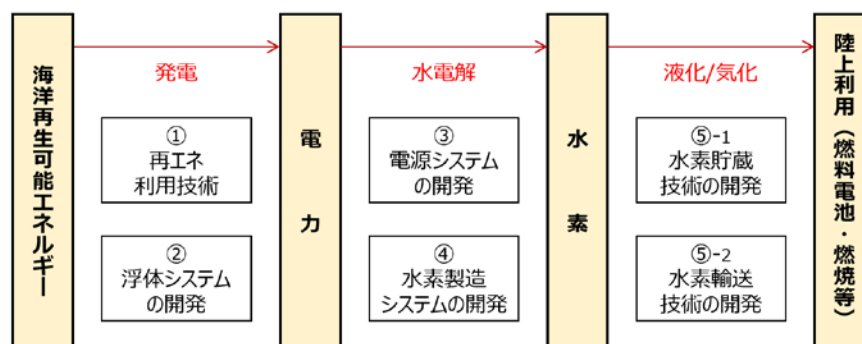 海洋再生可能エネルギー
発電
①
再エネ
利用技術
②
浮体システム
の開発
電力
水電解
③
電源システム
の開発
④
水素製造
システムの開発
水素
液化/気化
⑤-1
水素貯蔵
技術の開発
⑤-2
水素輸送
技術の開発
陸上利用（燃料電池・燃焼等）